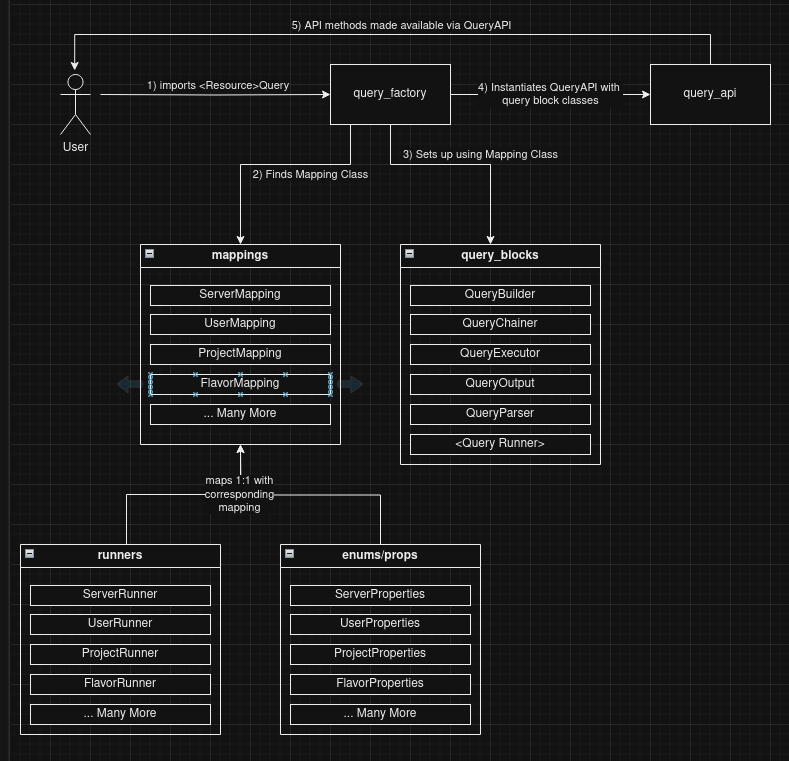 5) API methods made available via QueryAPI
1) imports <Resource>Query
query_factory
4) Instantiates QueryAPI with
query block classes
query_api
User
2) Finds Mapping Class
3) Sets up using Mapping Class
mappings
ServerMapping
UserMapping
ProjectMapping
FlavorMapping
... Many More
query_blocks
QueryBuilder
QueryChainer
QueryExecutor
QueryOutput
QueryParser
<Query Runner>
maps 1:1 with
corresponding
mapping
runners
ServerRunner
UserRunner
ProjectRunner
FlavorRunner
... Many More
enums/props
ServerProperties
UserProperties
ProjectProperties
FlavorProperties
... Many More